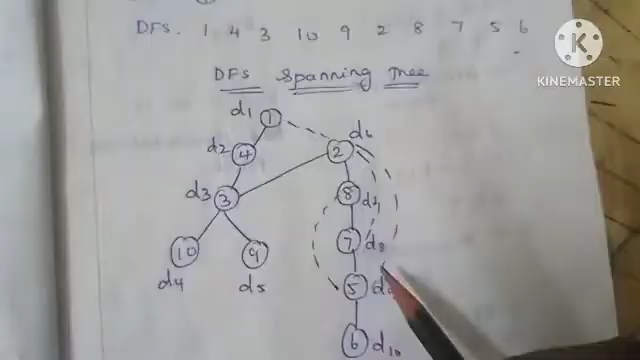 DFS. 1 4 3 10 9 2 8 7 5 6
K
KINEMASTER
DFS Spanning Tree
d1 1
d2 4 2 d6
d3 3 8 d7
10 9 7 d8
d4 d5 5
6 d10